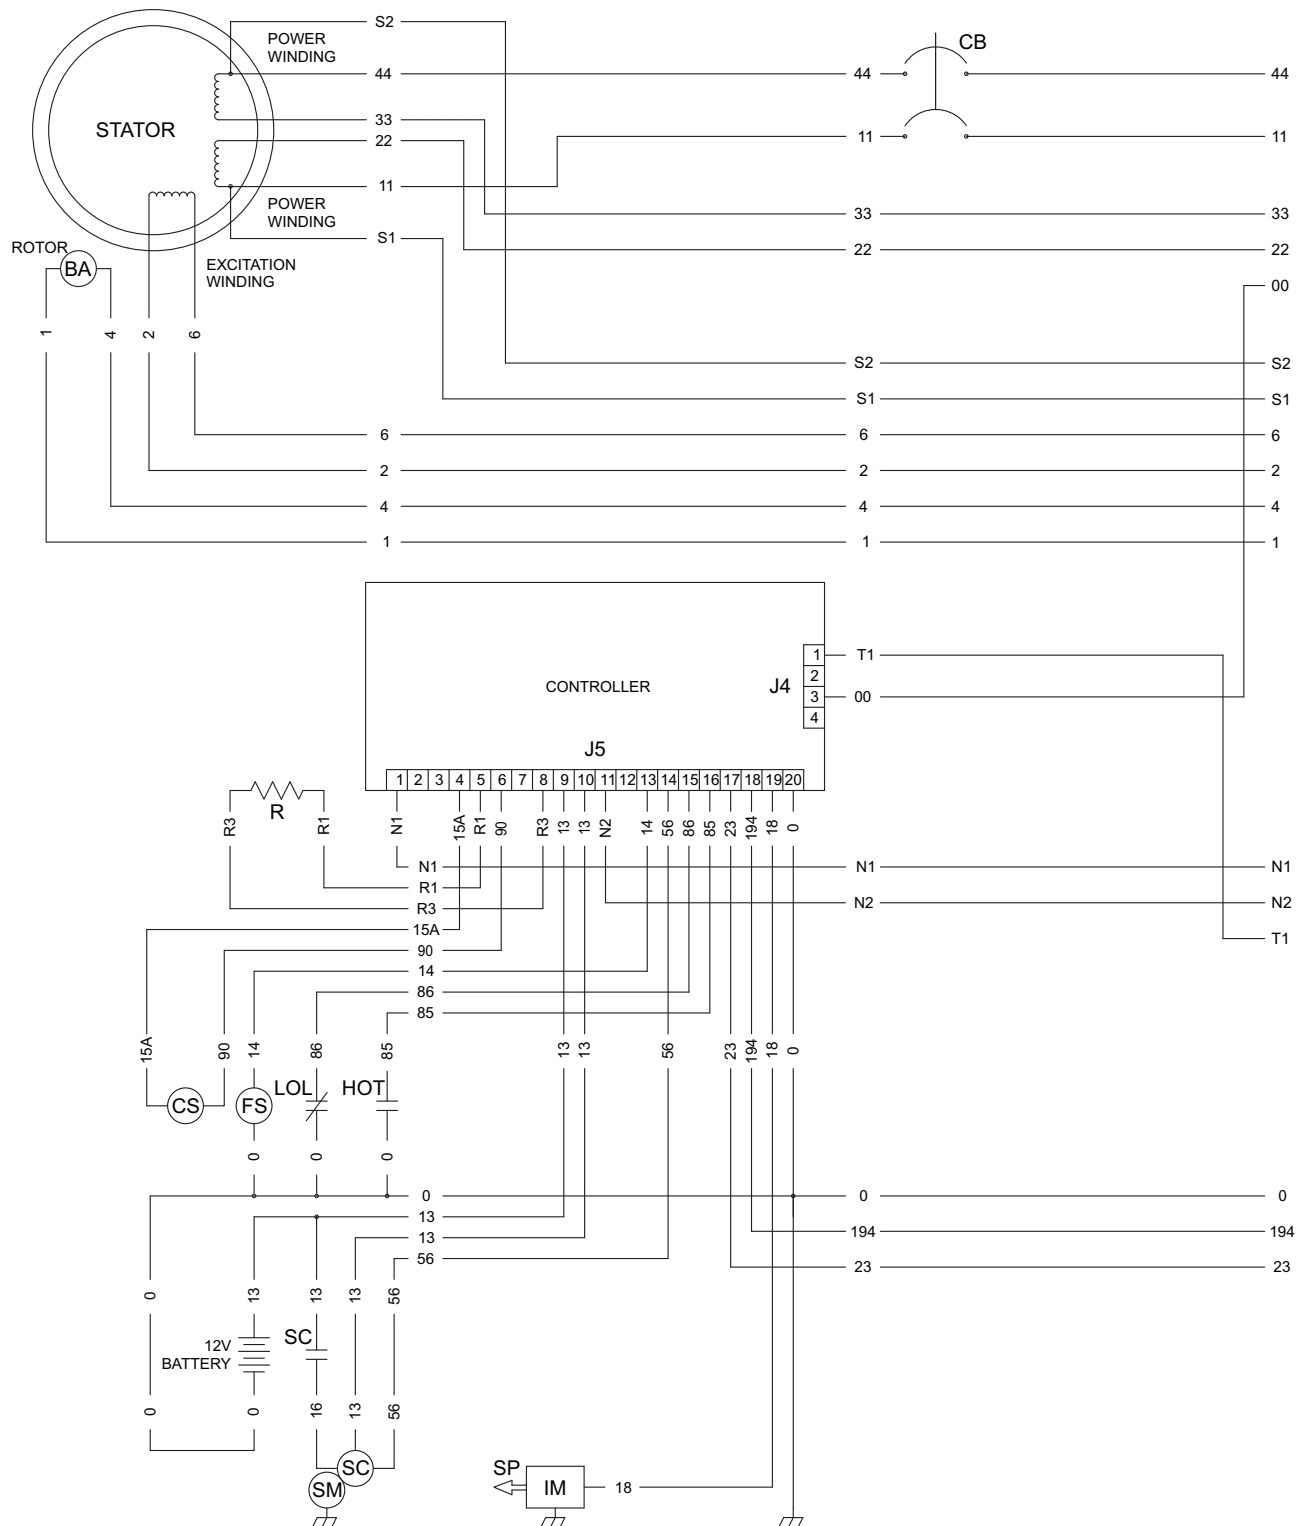 S2
POWER
WINDING
CB
44 44 44
STATOR
33
22
11 11
11
POWER
WINDING
33 33
S1
ROTOR
BA
22 22
EXCITATION
WINDING
00
1 4 2 6
S2 S2
S1 S1
6 6 6
2 2 2
4 4 4
1 1 1
1 T1
2
CONTROLLER J4
3 00
4
J5
1 2 3 4 5 6 7 8 9 10 11 12 13 14 15 16 17 18 19 20
R
R3 R1 N1 15A R1 90 R3 13 13 N2 14 56 86 85 23 194 18 0
N1 N1 N1
R1
R3 N2 N2
15A T1
90
14
86
85
15A 90 14 86 85 13 13 56 23 194 18 0
LOL HOT
CS FS
0 0 0
0 0 0
13
13 194 194
56 23 23
0 13 13 13 56
SC
12V
BATTERY
0 0 16 13 56
SC SP
SM IM 18